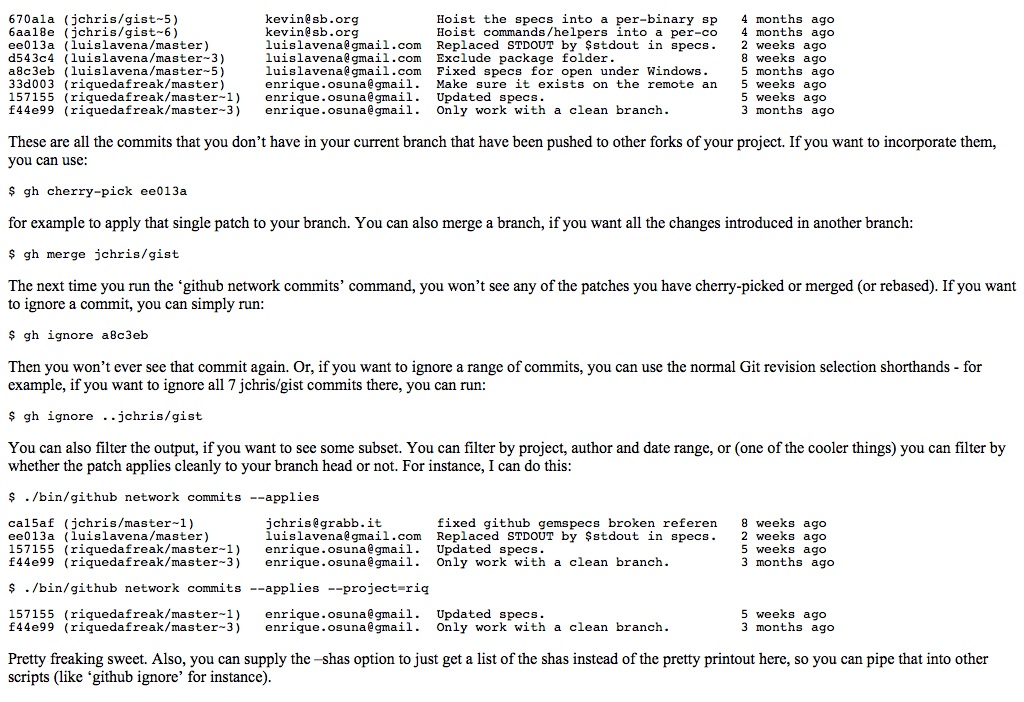 670a1a (jchris/gist~5) kevin@sb.org Hoist the specs into a per-binary sp 4 months ago
6aa18e (jchris/gist~6) kevin@sb.org Hoist commands/helpers into a per-co 4 months ago
ee013a (luislavena/master) luislavena@gmail.com Replaced STDOUT by $stdout in specs. 2 weeks ago
d543c4 (luislavena/master~3) luislavena@gmail.com Exclude package folder. 8 weeks ago
a8c3eb (luislavena/master~5) luislavena@gmail.com Fixed specs for open under Windows. 5 months ago
33d003 (riquedafreak/master) enrique.osuna@gmail. Make sure it exists on the remote an 5 weeks ago
157155 (riquedafreak/master~1) enrique.osuna@gmail. Updated specs. 5 weeks ago
f44e99 (riquedafreak/master~3) enrique.osuna@gmail. Only work with a clean branch. 3 months ago
These are all the commits that you don’t have in your current branch that have been pushed to other forks of your project. If you want to incorporate them,
you can use:
$ gh cherry-pick ee013a
for example to apply that single patch to your branch. You can also merge a branch, if you want all the changes introduced in another branch:
$ gh merge jchris/gist
The next time you run the ‘github network commits’ command, you won’t see any of the patches you have cherry-picked or merged (or rebased). If you want
to ignore a commit, you can simply run:
$ gh ignore a8c3eb
Then you won’t ever see that commit again. Or, if you want to ignore a range of commits, you can use the normal Git revision selection shorthands - for
example, if you want to ignore all 7 jchris/gist commits there, you can run:
$ gh ignore ..jchris/gist
You can also filter the output, if you want to see some subset. You can filter by project, author and date range, or (one of the cooler things) you can filter by
whether the patch applies cleanly to your branch head or not. For instance, I can do this:
$ ./bin/github network commits --applies
ca15af (jchris/master~1) jchris@grabb.it fixed github gemspecs broken referen 8 weeks ago
ee013a (luislavena/master) luislavena@gmail.com Replaced STDOUT by $stdout in specs. 2 weeks ago
157155 (riquedafreak/master~1) enrique.osuna@gmail. Updated specs. 5 weeks ago
f44e99 (riquedafreak/master~3) enrique.osuna@gmail. Only work with a clean branch. 3 months ago
$ ./bin/github network commits --applies --project=riq
157155 (riquedafreak/master~1) enrique.osuna@gmail. Updated specs. 5 weeks ago
f44e99 (riquedafreak/master~3) enrique.osuna@gmail. Only work with a clean branch. 3 months ago
Pretty freaking sweet. Also, you can supply the –shas option to just get a list of the shas instead of the pretty printout here, so you can pipe that into other
scripts (like ‘github ignore’ for instance).